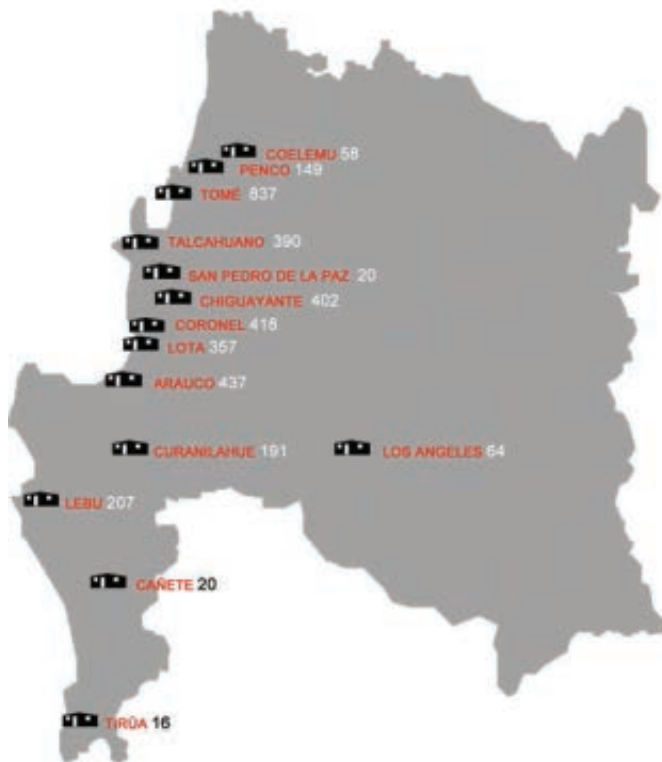 COELEMU 58
PENCO 149
TOMÉ 837
TALCAHUANO 390
SAN PEDRO DE LA PAZ 20
CHIGUAYANTE 402
CORONEL 418
LOTA 357
ARAUCO 437
CURANILAHUE 191
LOS ANGELES 64
LEBU 207
CAÑETE 20
TIRÚA 16